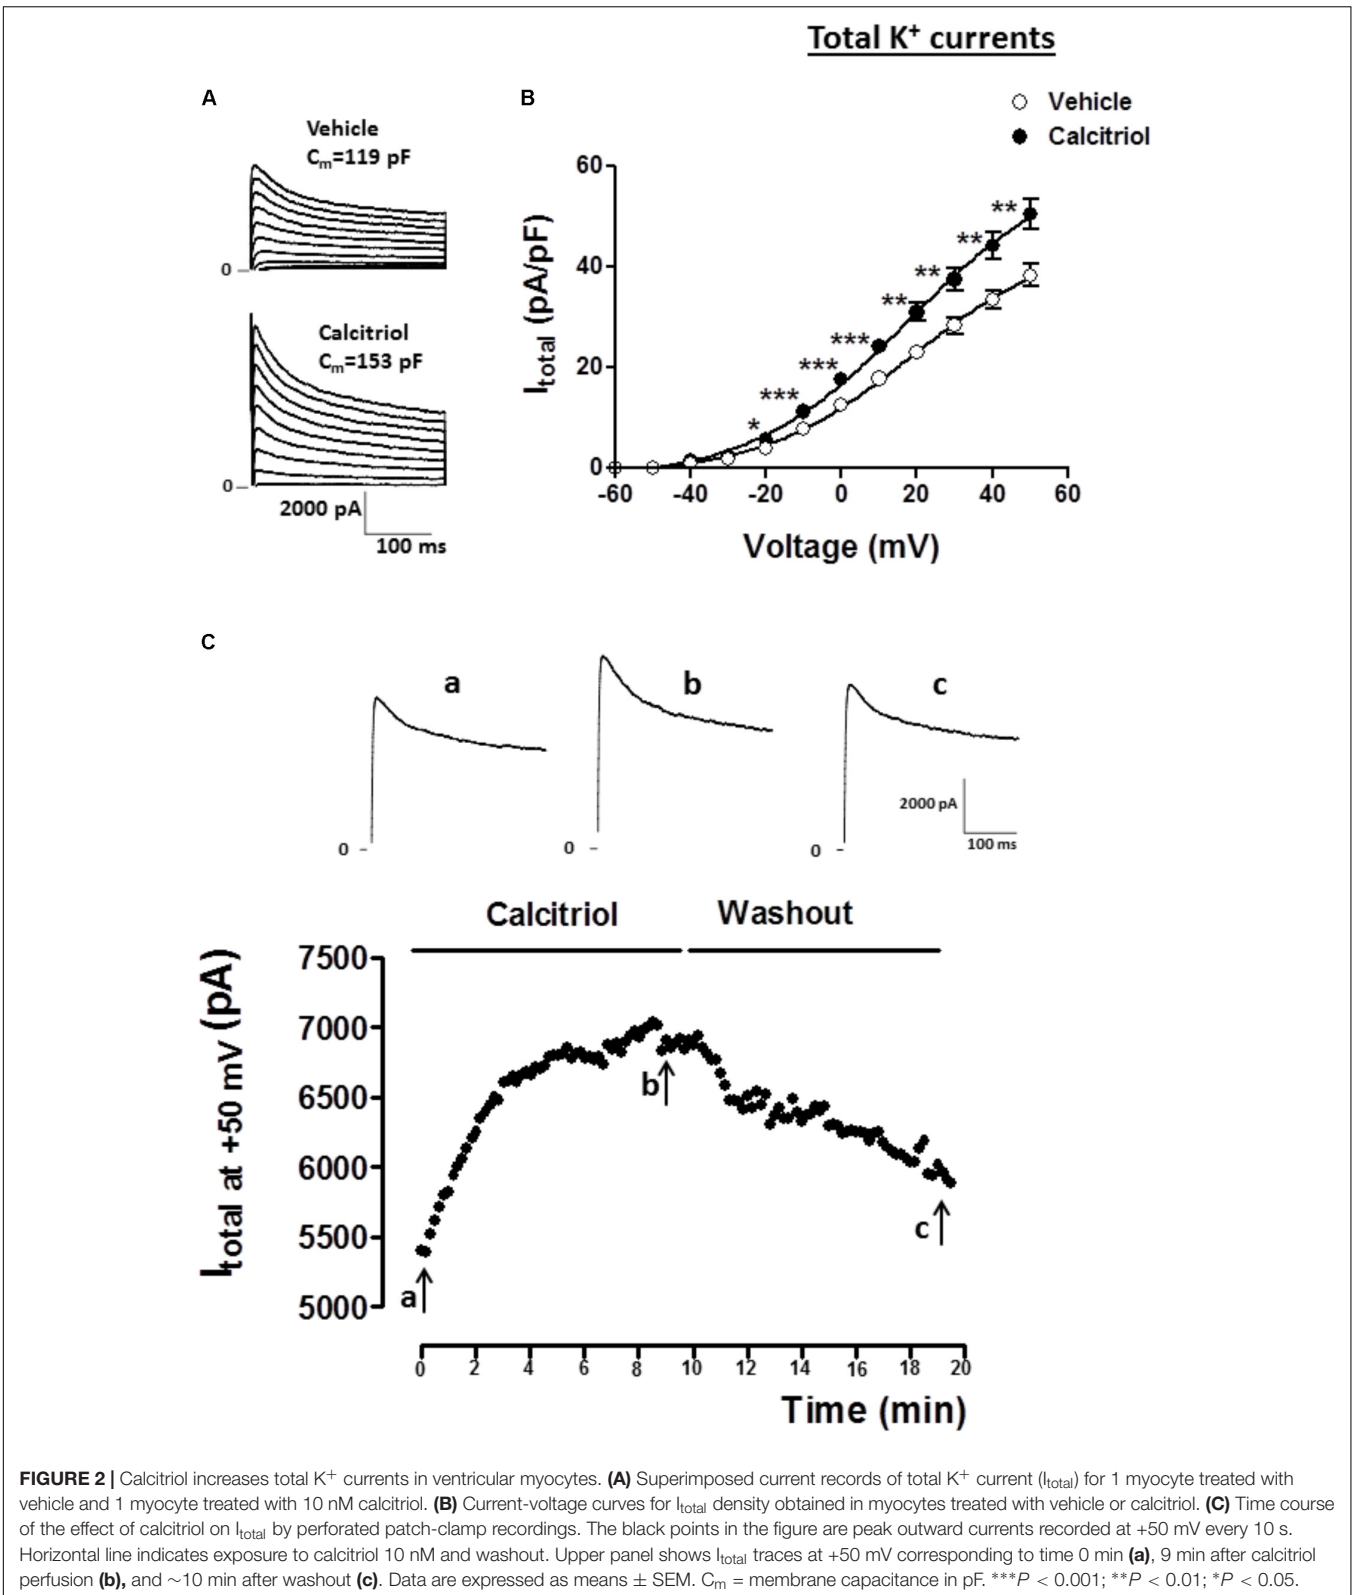 Total K+ currents
A
B
Vehicle
Calcitriol
Vehicle
Cm=119 pF
0
Calcitriol
Cm=153 pF
0
2000 pA
100 ms
Itotal (pA/pF)
60
40
20
0
**
**
**
**
***
***
***
*
-60 -40 -20 0 20 40 60
Voltage (mV)
C
a b c
0 0 0
2000 pA
100 ms
Calcitriol Washout
Itotal at +50 mV (pA)
7500
7000
6500
6000
5500
5000
a
b
c
0 2 4 6 8 10 12 14 16 18 20
Time (min)
FIGURE 2 | Calcitriol increases total K+ currents in ventricular myocytes. (A) Superimposed current records of total K+ current (Itotal) for 1 myocyte treated with
vehicle and 1 myocyte treated with 10 nM calcitriol. (B) Current-voltage curves for Itotal density obtained in myocytes treated with vehicle or calcitriol. (C) Time course
of the effect of calcitriol on Itotal by perforated patch-clamp recordings. The black points in the figure are peak outward currents recorded at +50 mV every 10 s.
Horizontal line indicates exposure to calcitriol 10 nM and washout. Upper panel shows Itotal traces at +50 mV corresponding to time 0 min (a), 9 min after calcitriol
perfusion (b), and ∼10 min after washout (c). Data are expressed as means ± SEM. Cm = membrane capacitance in pF. ***P < 0.001; **P < 0.01; *P < 0.05.